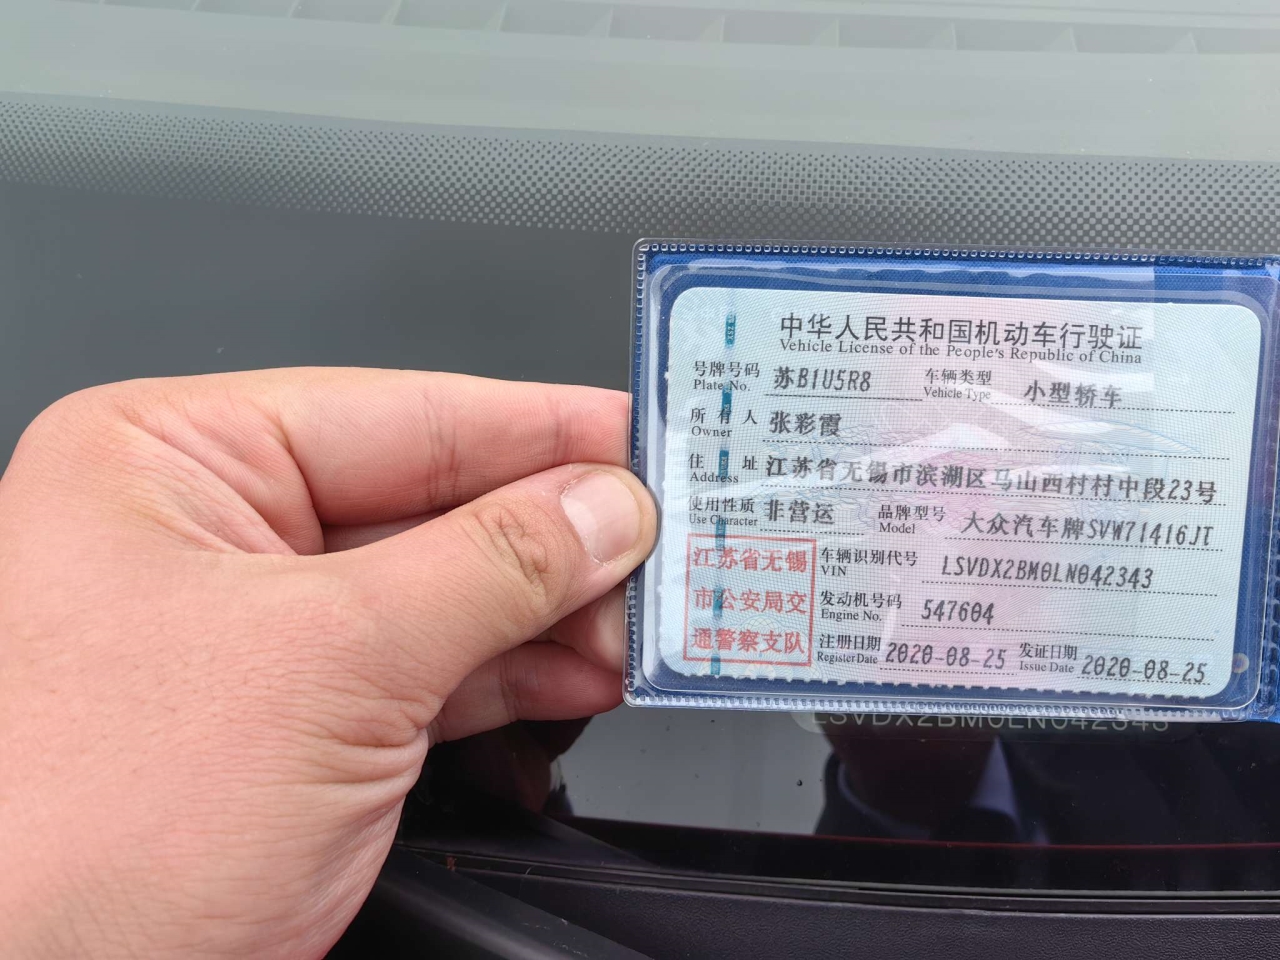 中华人民共和国机动车行驶证
Vehicle License of the People's Republic of China
号牌号码 Plate No. 苏B1U5R8 车辆类型 Vehicle Type 小型轿车
所有人 Owner 张彩霞
住址 Address 江苏省无锡市滨湖区马山西村村中段23号
使用性质 Use Character 非营运 品牌型号 Model 大众汽车牌SVW71416JT
江苏省无锡市公安局交通警察支队
车辆识别代号 VIN LSVDX2BM0LN042343
发动机号码 Engine No. 547604
注册日期 Register Date 2020-08-25 发证日期 Issue Date 2020-08-25
LSVDX2BM0LN042343